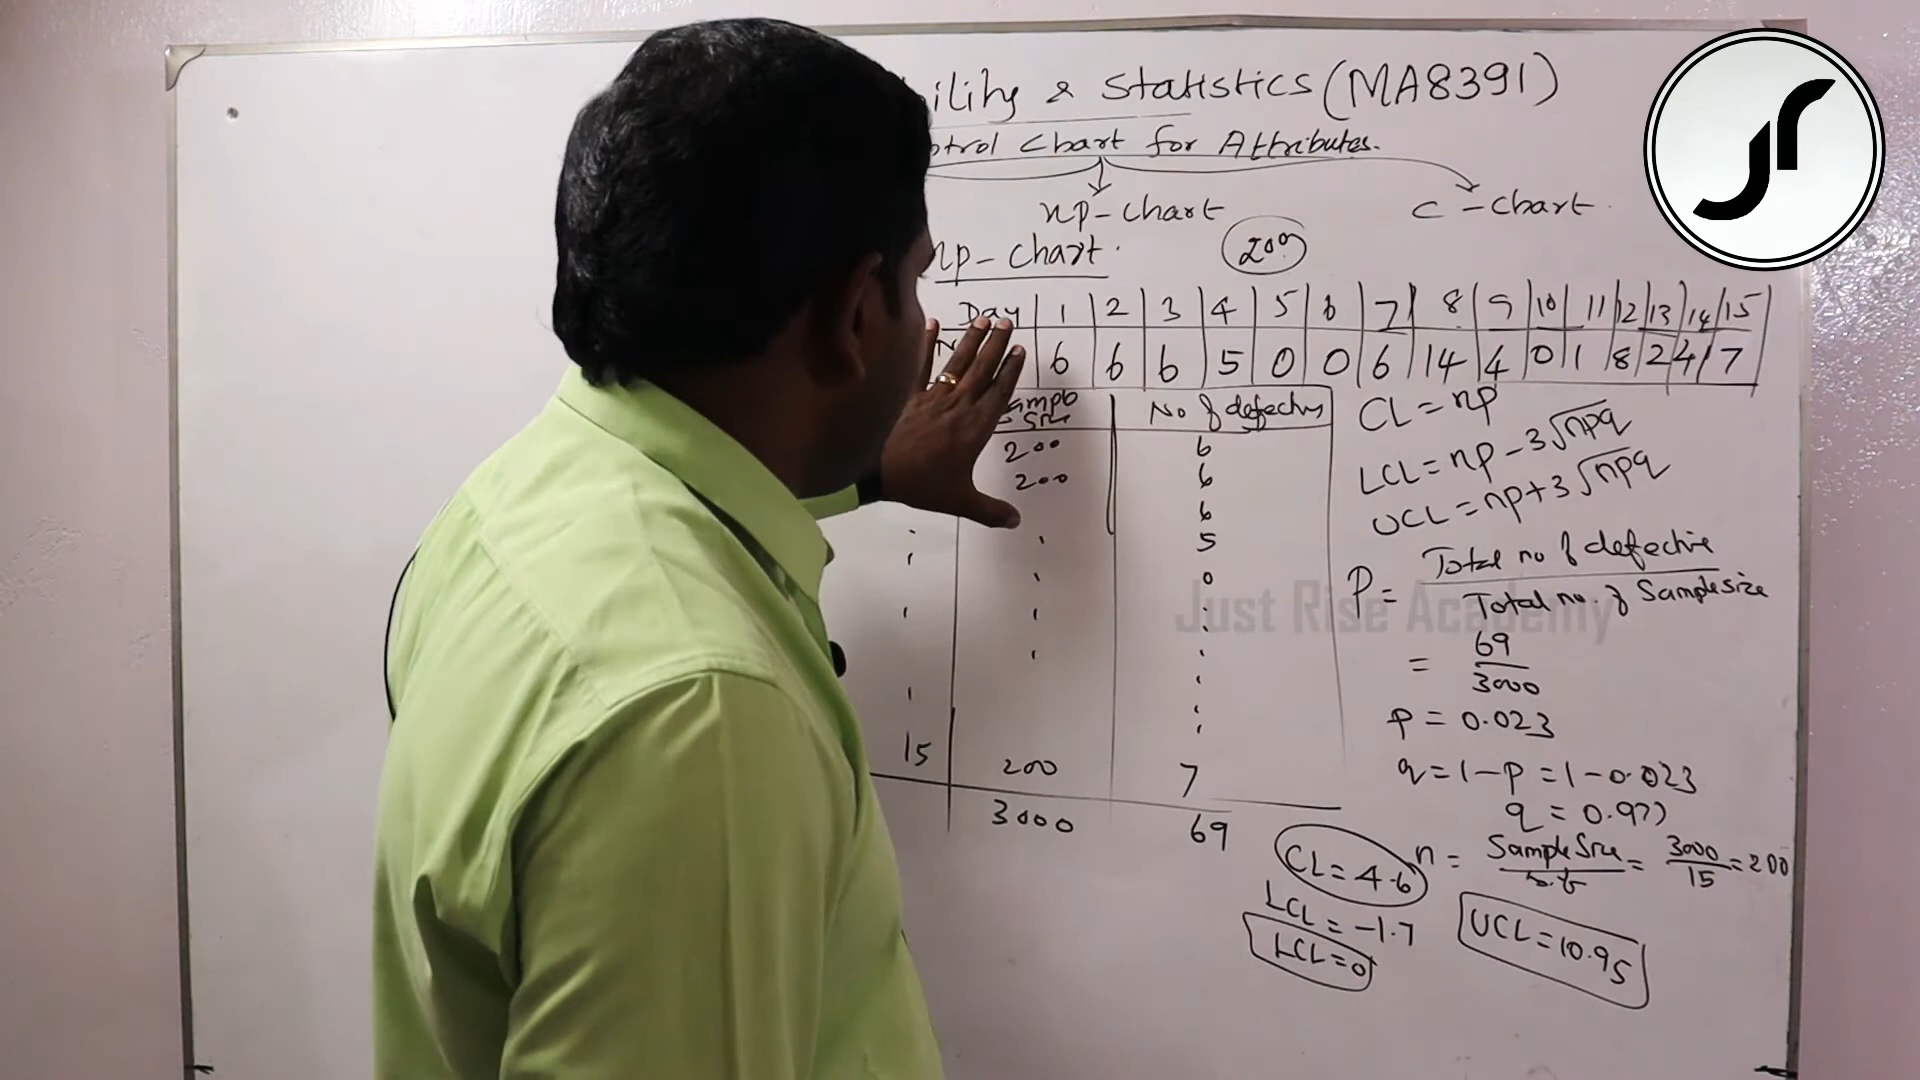 ility & Statistics (MA8391)
ntrol Chart for Attributes.
np-chart
c-chart
np-chart.
200
Day 1 2 3 4 5 6 7 8 9 10 11 12 13 14 15
N 6 6 6 5 0 0 6 14 4 0 1 8 2 4 7
Sample Size No of defectives
200 6
200 6
6
5
0
15 200 7
3000 69
CL = np
LCL = np - 3√npq
UCL = np + 3√npq
P = Total no of defective / Total no. of Sample size
= 69/3000
p = 0.023
q = 1-p = 1-0.023
q = 0.977
n = Sample Size / = 3000/15 = 200
CL = 4.6
LCL = -1.7
LCL = 0
UCL = 10.95
Just Rise Academy